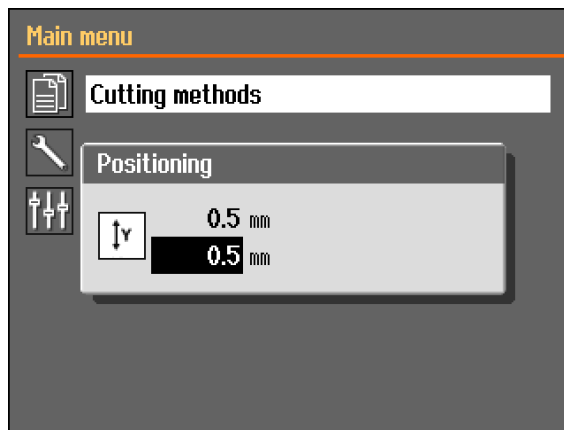 Main menu
Cutting methods
Positioning
Y 0.5 mm
0.5 mm